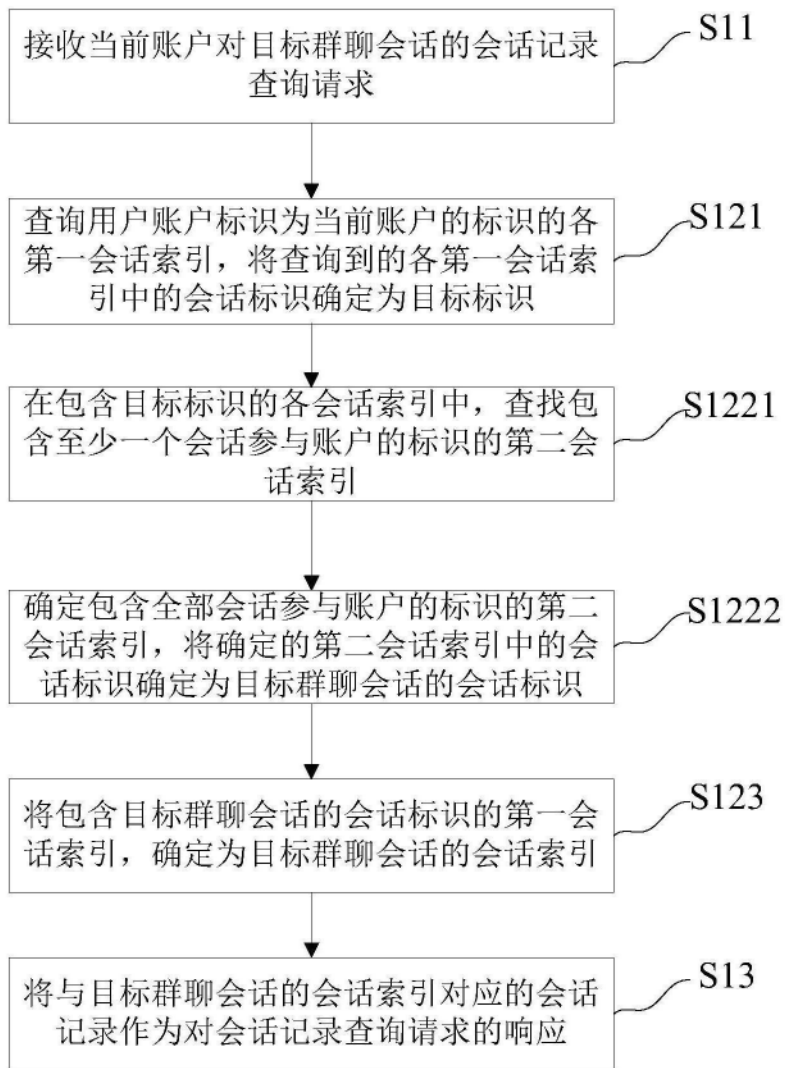 接收当前账户对目标群聊会话的会话记录
查询请求
S11
查询用户账户标识为当前账户的标识的各
第一会话索引，将查询到的各第一会话索
引中的会话标识确定为目标标识
S121
在包含目标标识的各会话索引中，查找包
含至少一个会话参与账户的标识的第二会
话索引
S1221
确定包含全部会话参与账户的标识的第二
会话索引，将确定的第二会话索引中的会
话标识确定为目标群聊会话的会话标识
S1222
将包含目标群聊会话的会话标识的第一会
话索引，确定为目标群聊会话的会话索引
S123
将与目标群聊会话的会话索引对应的会话
记录作为对会话记录查询请求的响应
S13